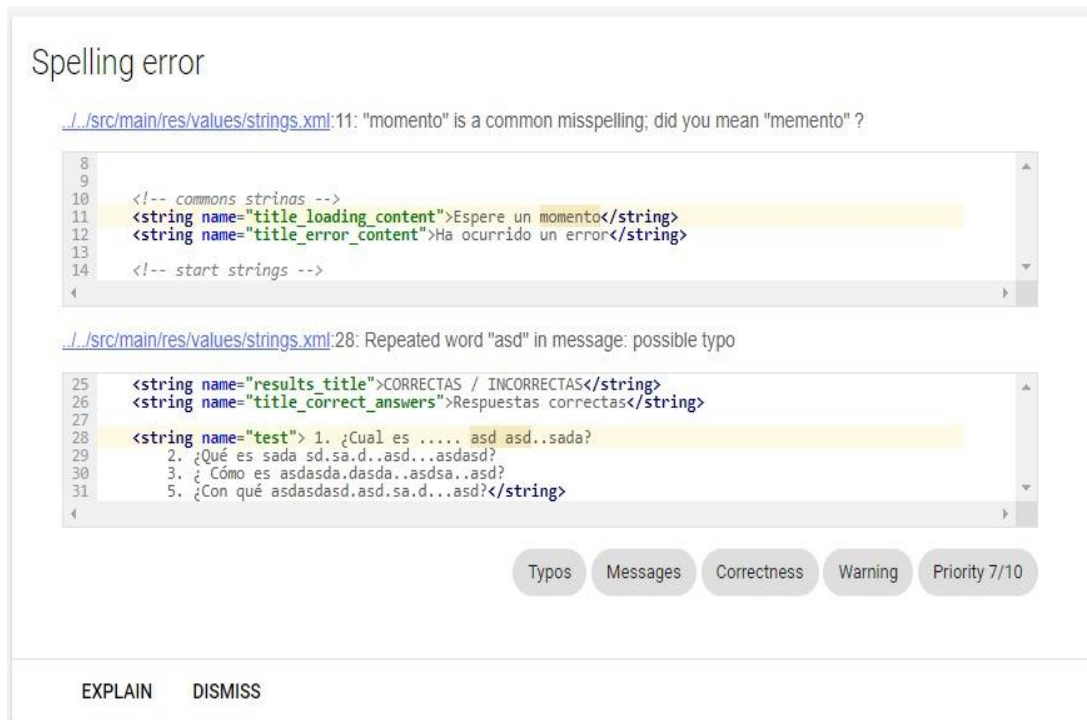 Spelling error
../../src/main/res/values/strings.xml:11: "momento" is a common misspelling; did you mean "memento" ?
8
9
10 <!-- commons strings -->
11 <string name="title_loading_content">Espere un momento</string>
12 <string name="title_error_content">Ha ocurrido un error</string>
13
14 <!-- start strings -->
../../src/main/res/values/strings.xml:28: Repeated word "asd" in message: possible typo
25 <string name="results_title">CORRECTAS / INCORRECTAS</string>
26 <string name="title_correct_answers">Respuestas correctas</string>
27
28 <string name="test"> 1. ¿Cual es ..... asd asd..sada?
29 2. ¿Qué es sada sd.sa.d..asd...asdasd?
30 3. ¿ Cómo es asdasda.dasda..asdsa..asd?
31 5. ¿Con qué asdasdasd.asd.sa.d...asd?</string>
Typos Messages Correctness Warning Priority 7/10
EXPLAIN DISMISS